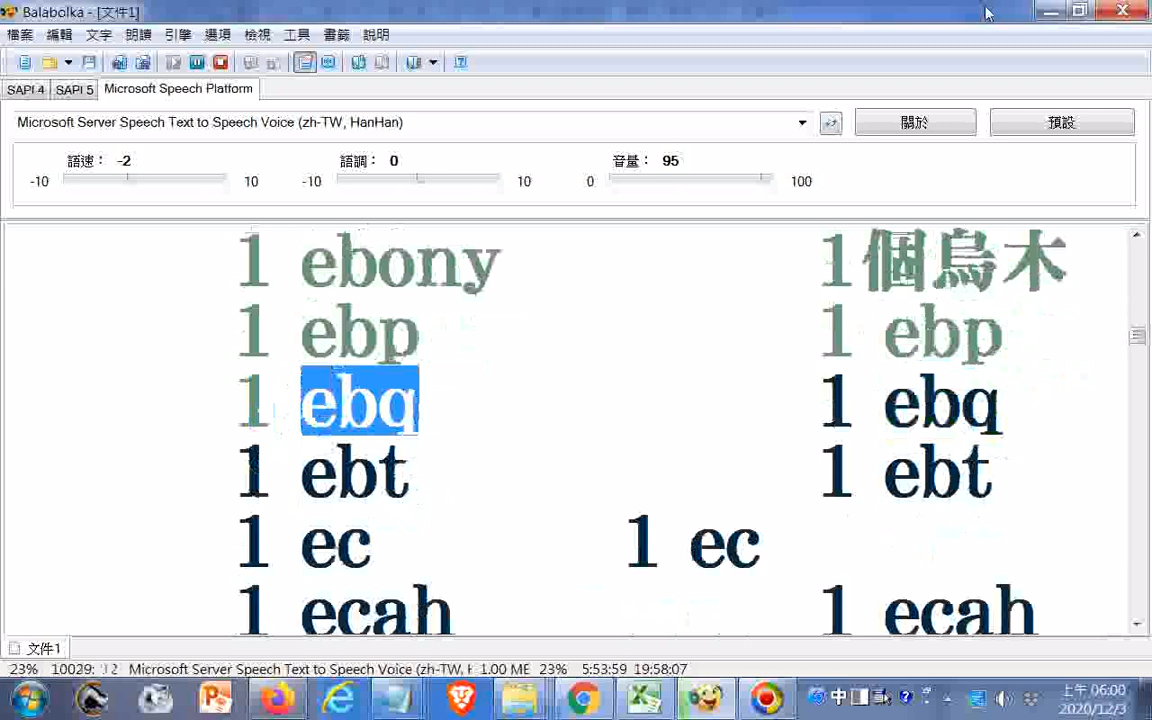 Balabolka - [文件1]
檔案 編輯 文字 朗讀 引擎 選項 檢視 工具 書籤 說明
SAPI 4 SAPI 5 Microsoft Speech Platform
Microsoft Server Speech Text to Speech Voice (zh-TW, HanHan) 關於 預設
語速： -2 語調： 0 音量： 95
-10 10 -10 10 0 100
1 ebony 1個烏木
1 ebp 1 ebp
1 ebq 1 ebq
1 ebt 1 ebt
1 ec 1 ec
1 ecah 1 ecah
文件1
23% 10029: Microsoft Server Speech Text to Speech Voice (zh-TW, 1.00 ME 23% 5:53:59 19:58:07
中 上午 06:00
2020/12/3